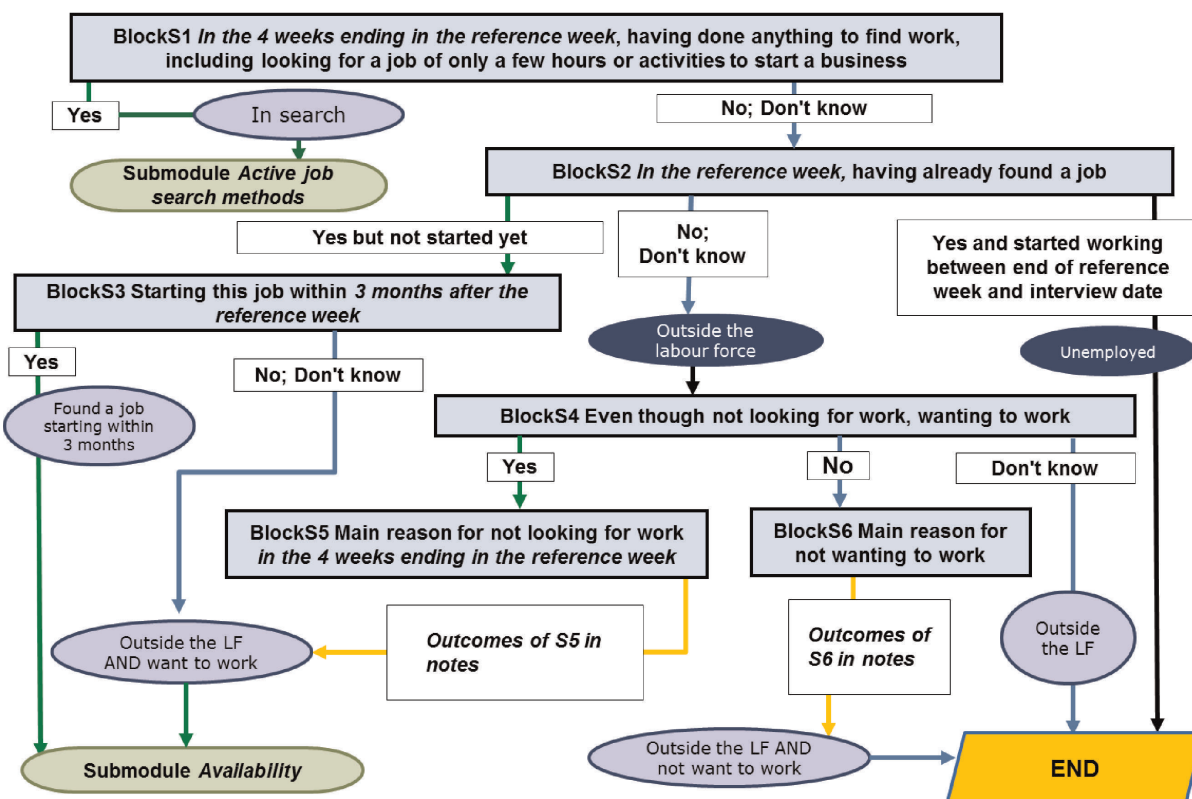 BlockS1 In the 4 weeks ending in the reference week, having done anything to find work,
including looking for a job of only a few hours or activities to start a business
Yes
In search
No; Don't know
Submodule Active job
search methods
BlockS2 In the reference week, having already found a job
Yes but not started yet
No;
Don't know
Yes and started working
between end of reference
week and interview date
BlockS3 Starting this job within 3 months after the
reference week
Outside the
labour force
Unemployed
Yes
No; Don't know
Found a job
starting within
3 months
BlockS4 Even though not looking for work, wanting to work
Yes
No
Don't know
BlockS5 Main reason for not looking for work
in the 4 weeks ending in the reference week
BlockS6 Main reason for
not wanting to work
Outside the LF
AND want to work
Outcomes of S5 in
notes
Outcomes of
S6 in notes
Outside
the LF
Submodule Availability
Outside the LF AND
not want to work
END